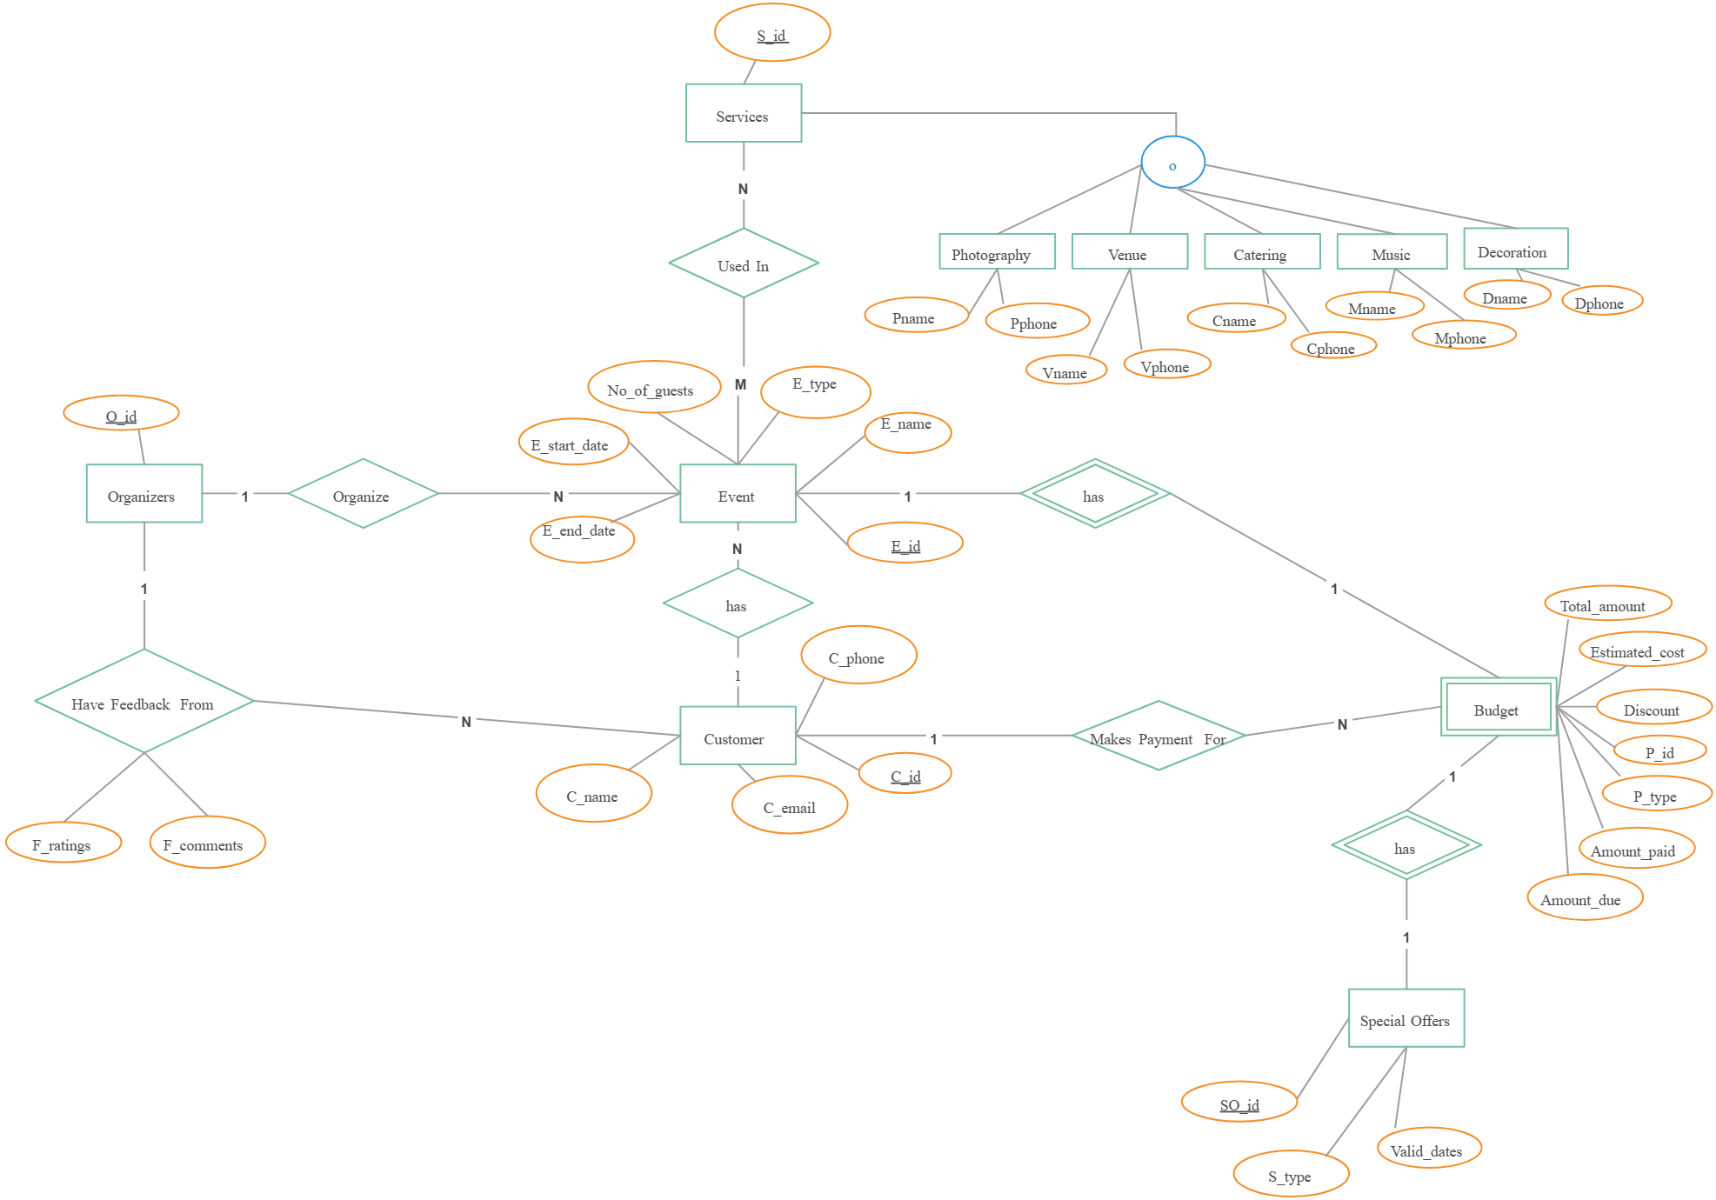 S_id
Services
o
N
Used In
Photography
Venue
Catering
Music
Decoration
Pname
Pphone
Vname
Vphone
Cname
Cphone
Mname
Mphone
Dname
Dphone
M
No_of_guests
E_type
E_start_date
E_name
O_id
Organizers
1
Organize
N
Event
1
has
E_end_date
E_id
N
has
1
1
1
Total_amount
Estimated_cost
Discount
P_id
P_type
Amount_paid
Amount_due
C_phone
Have Feedback From
N
Customer
1
Makes Payment For
N
Budget
C_name
C_email
C_id
1
has
F_ratings
F_comments
1
Special Offers
SO_id
S_type
Valid_dates